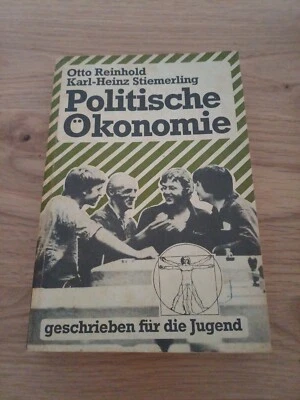 Otto Reinhold
Karl-Heinz Stiemerling
Politische
Ökonomie
geschrieben für die Jugend